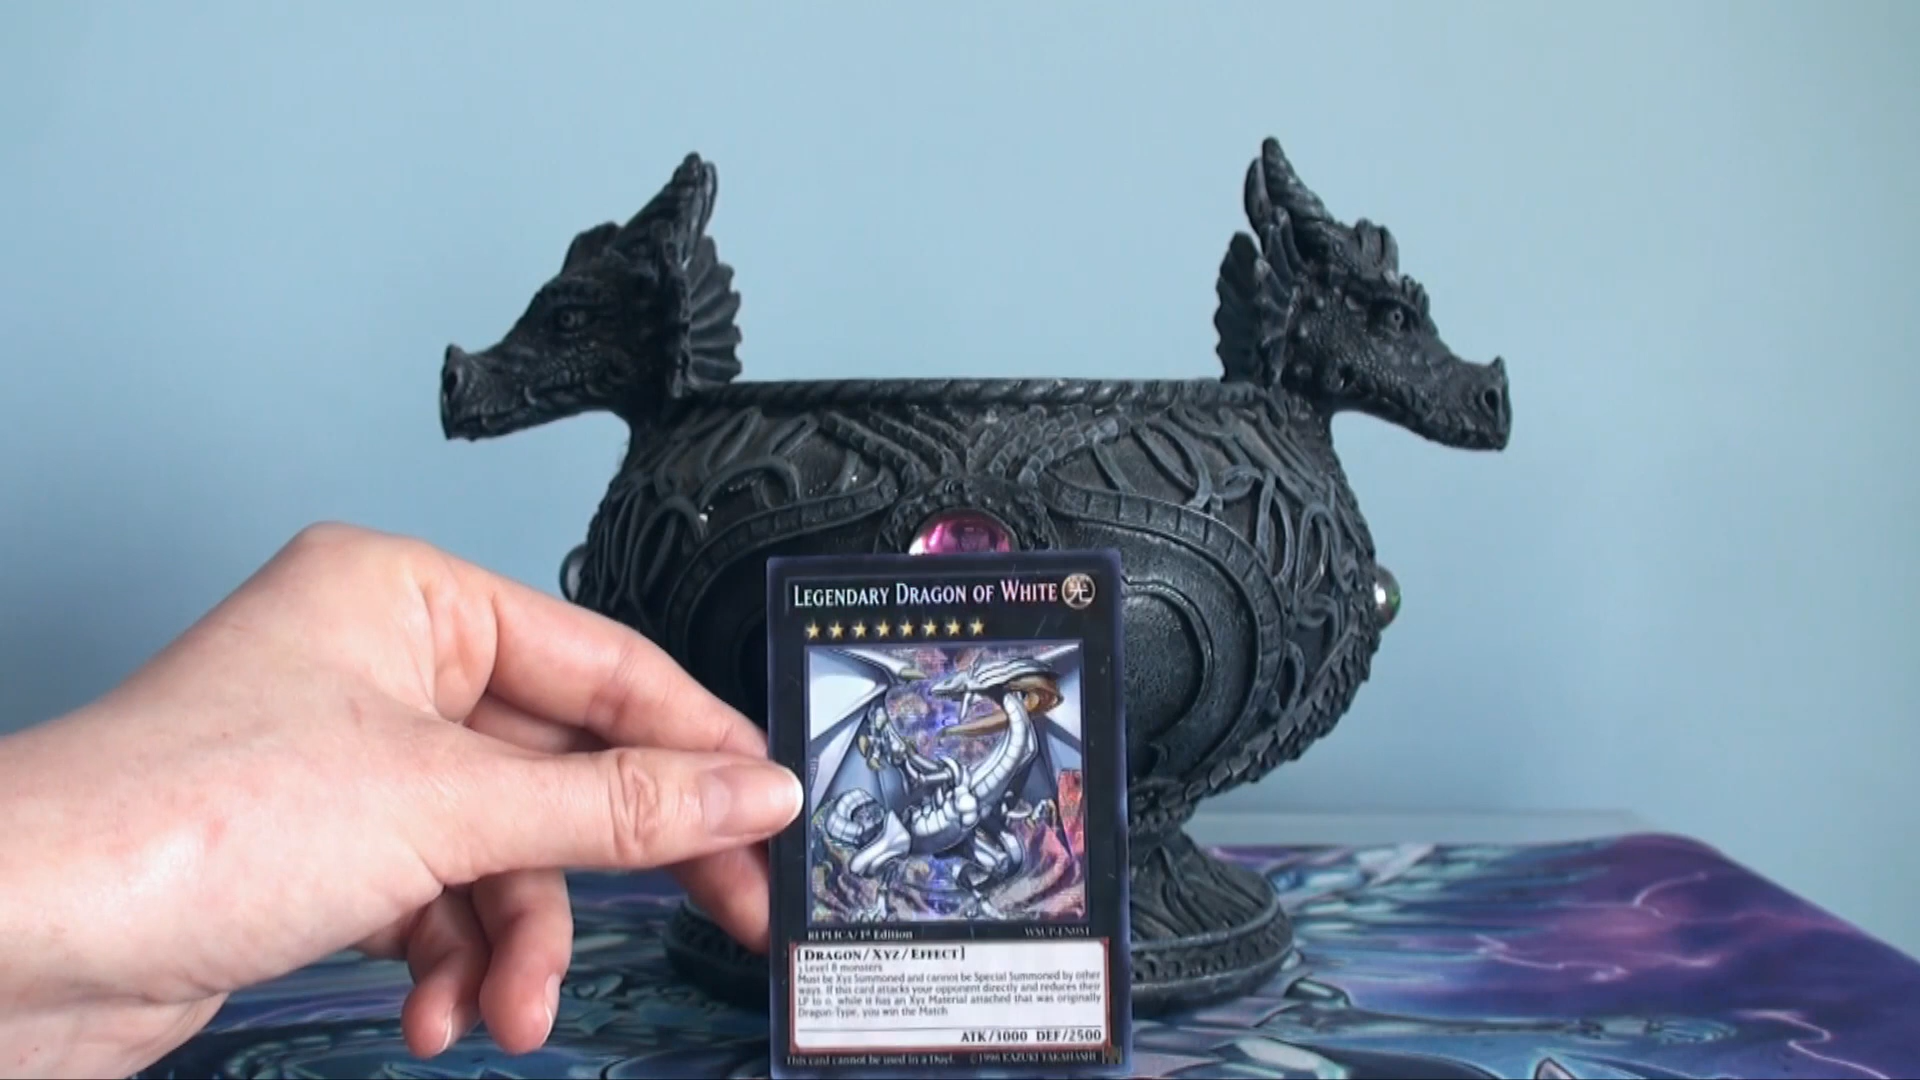 LEGENDARY DRAGON OF WHITE 光
REPLICA/1st Edition WSUP-EN051
[DRAGON/XYZ/EFFECT]
3 Level 8 monsters
Must be Xyz Summoned and cannot be Special Summoned by other
ways. If this card attacks your opponent directly and reduces their
LP to 0, while it has an Xyz Material attached that was originally
Dragon-Type, you win the Match.
ATK/3000 DEF/2500
This card cannot be used in a Duel. ©1996 KAZUKI TAKAHASHI